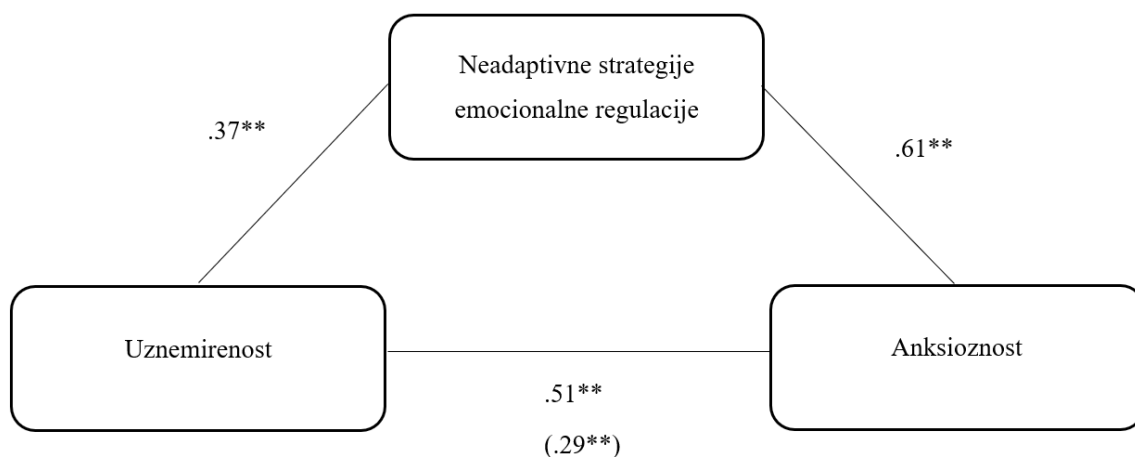 Neadaptivne strategije
emocionalne regulacije
.37**
.61**
Uznemirenost
Anksioznost
.51**
(.29**)